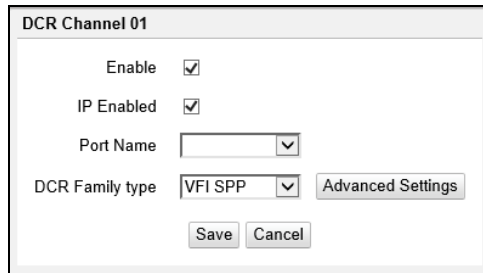 DCR Channel 01
Enable
IP Enabled
Port Name
DCR Family type VFI SPP Advanced Settings
Save Cancel